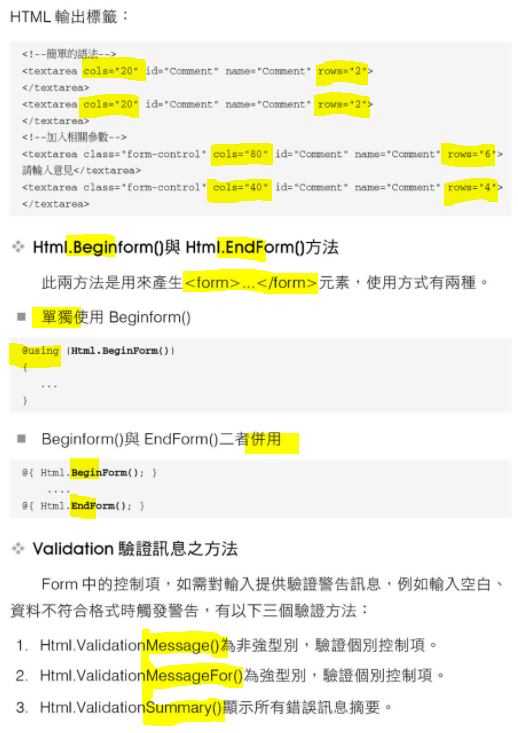 HTML 輸出標籤：
<!--簡單的語法-->
<textarea cols="20" id="Comment" name="Comment" rows="2">
</textarea>
<textarea cols="20" id="Comment" name="Comment" rows="2">
</textarea>
<!--加入相關參數-->
<textarea class="form-control" cols="80" id="Comment" name="Comment" rows="6">
請輸入意見</textarea>
<textarea class="form-control" cols="40" id="Comment" name="Comment" rows="4">
</textarea>
❖ Html.Beginform()與 Html.EndForm()方法
此兩方法是用來產生<form>...</form>元素，使用方式有兩種。
■ 單獨使用 Beginform()
@using (Html.BeginForm())
{
...
}
■ Beginform()與 EndForm()二者併用
@{ Html.BeginForm(); }
....
@{ Html.EndForm(); }
❖ Validation 驗證訊息之方法
Form 中的控制項，如需對輸入提供驗證警告訊息，例如輸入空白、
資料不符合格式時觸發警告，有以下三個驗證方法：
1. Html.ValidationMessage()為非強型別，驗證個別控制項。
2. Html.ValidationMessageFor()為強型別，驗證個別控制項。
3. Html.ValidationSummary()顯示所有錯誤訊息摘要。